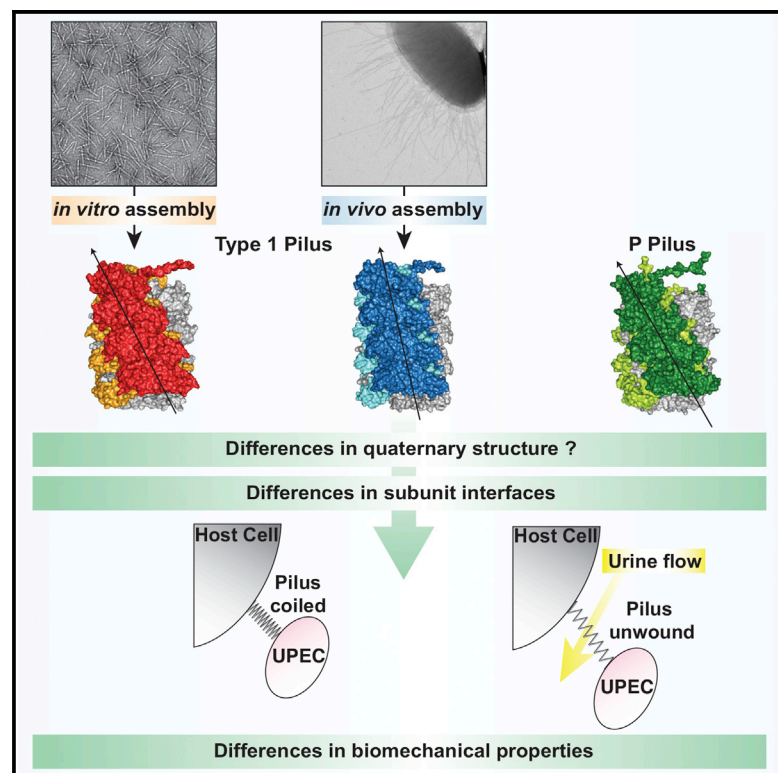 in vitro assembly
in vivo assembly
Type 1 Pilus
P Pilus
Differences in quaternary structure ?
Differences in subunit interfaces
Host Cell
Pilus
coiled
UPEC
Host Cell
Urine flow
Pilus
unwound
UPEC
Differences in biomechanical properties